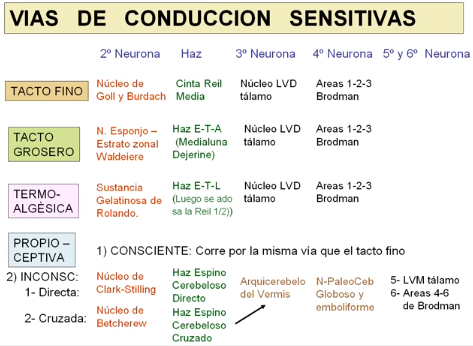 VIAS DE CONDUCCION SENSITIVAS
2º Neurona Haz 3º Neurona 4º Neurona 5º y 6º Neurona
TACTO FINO
Núcleo de
Goll y Burdach
Cinta Reil
Media
Núcleo LVD
tálamo
Areas 1-2-3
Brodman
TACTO
GROSERO
N. Esponjo –
Estrato zonal
Waldeiere
Haz E-T-A
(Medialuna
Dejerine)
Núcleo LVD
tálamo
Areas 1-2-3
Brodman
TERMO-
ALGÈSICA
Sustancia
Gelatinosa de
Rolando.
Haz E-T-L
(Luego se ado
sa la Reil 1/2))
Núcleo LVD
tálamo
Areas 1-2-3
Brodman
PROPIO –
CEPTIVA
1) CONSCIENTE: Corre por la misma vía que el tacto fino
2) INCONSC:
1- Directa:
Núcleo de
Clark-Stilling
Haz Espino
Cerebeloso
Directo
Arquicerebelo
del Vermis
N-PaleoCeb
Globoso y
emboliforme
5- LVM tálamo
6- Areas 4-6
de Brodman
2- Cruzada:
Núcleo de
Betcherew
Haz Espino
Cerebeloso
Cruzado